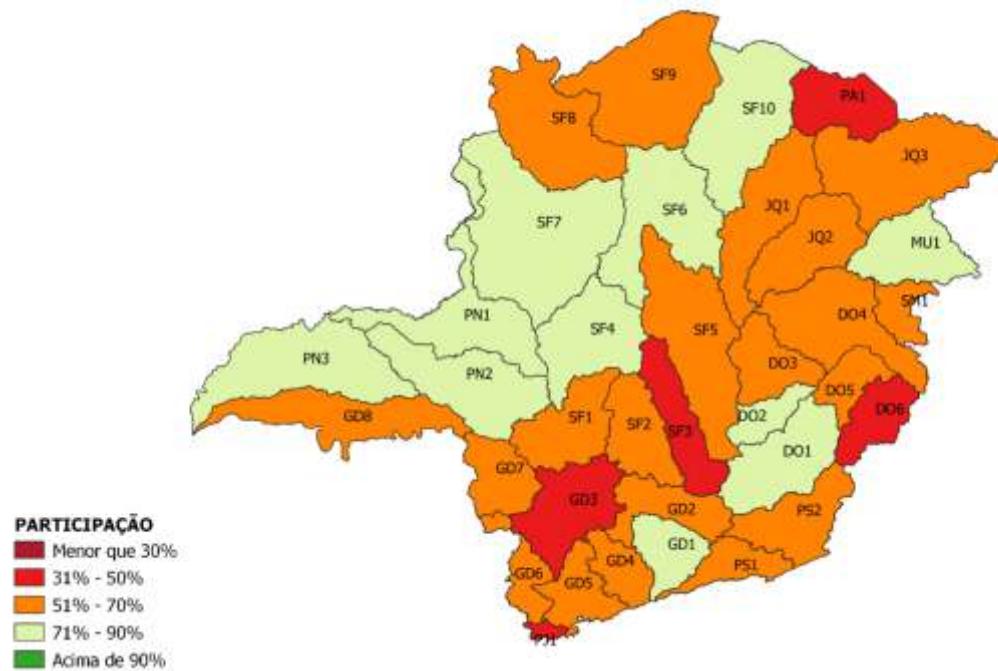 SF9
PA1
SF10
SF8
JQ3
JQ1
SF6
SF7
JQ2
MU1
SM1
PN1
DO4
SF4
SF5
PN3
DO3
PN2
DO5
GD8
DO2
DO6
SF1
SF2
SF3
DO1
GD7
GD3
GD2
PS2
GD1
GD4
PS1
GD6
GD5
PJ1
PARTICIPAÇÃO
Menor que 30%
31% - 50%
51% - 70%
71% - 90%
Acima de 90%